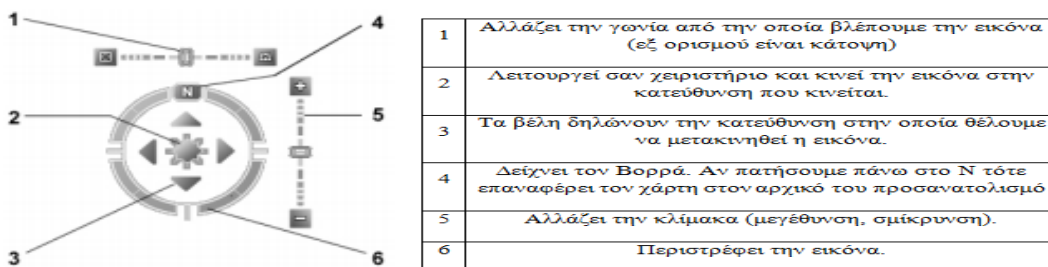 1
4
N
2
5
3
6
1 Αλλάζει την γωνία από την οποία βλέπουμε την εικόνα
(εξ ορισμού είναι κάτοψη)
2 Λειτουργεί σαν χειριστήριο και κινεί την εικόνα στην
κατεύθυνση που κινείται.
3 Τα βέλη δηλώνουν την κατεύθυνση στην οποία θέλουμε
να μετακινηθεί η εικόνα.
4 Δείχνει τον Βορρά. Αν πατήσουμε πάνω στο Ν τότε
επαναφέρει τον χάρτη στον αρχικό του προσανατολισμό
5 Αλλάζει την κλίμακα (μεγέθυνση, σμίκρυνση).
6 Περιστρέφει την εικόνα.